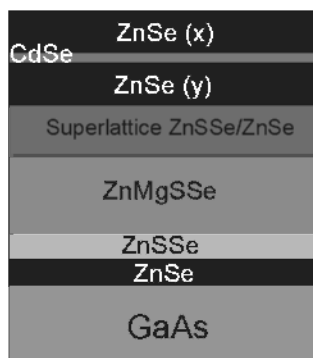 ZnSe (x)
CdSe
ZnSe (y)
Superlattice ZnSSe/ZnSe
ZnMgSSe
ZnSSe
ZnSe
GaAs